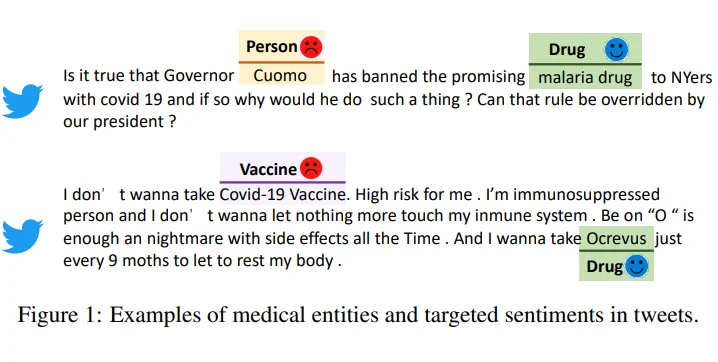 Person
Drug
Is it true that Governor Cuomo has banned the promising malaria drug to NYers
with covid 19 and if so why would he do such a thing ? Can that rule be overridden by
our president ?
Vaccine
I don' t wanna take Covid-19 Vaccine. High risk for me . I'm immunosuppressed
person and I don' t wanna let nothing more touch my inmune system . Be on “O “ is
enough an nightmare with side effects all the Time . And I wanna take Ocrevus just
every 9 moths to let to rest my body .
Drug
Figure 1: Examples of medical entities and targeted sentiments in tweets.